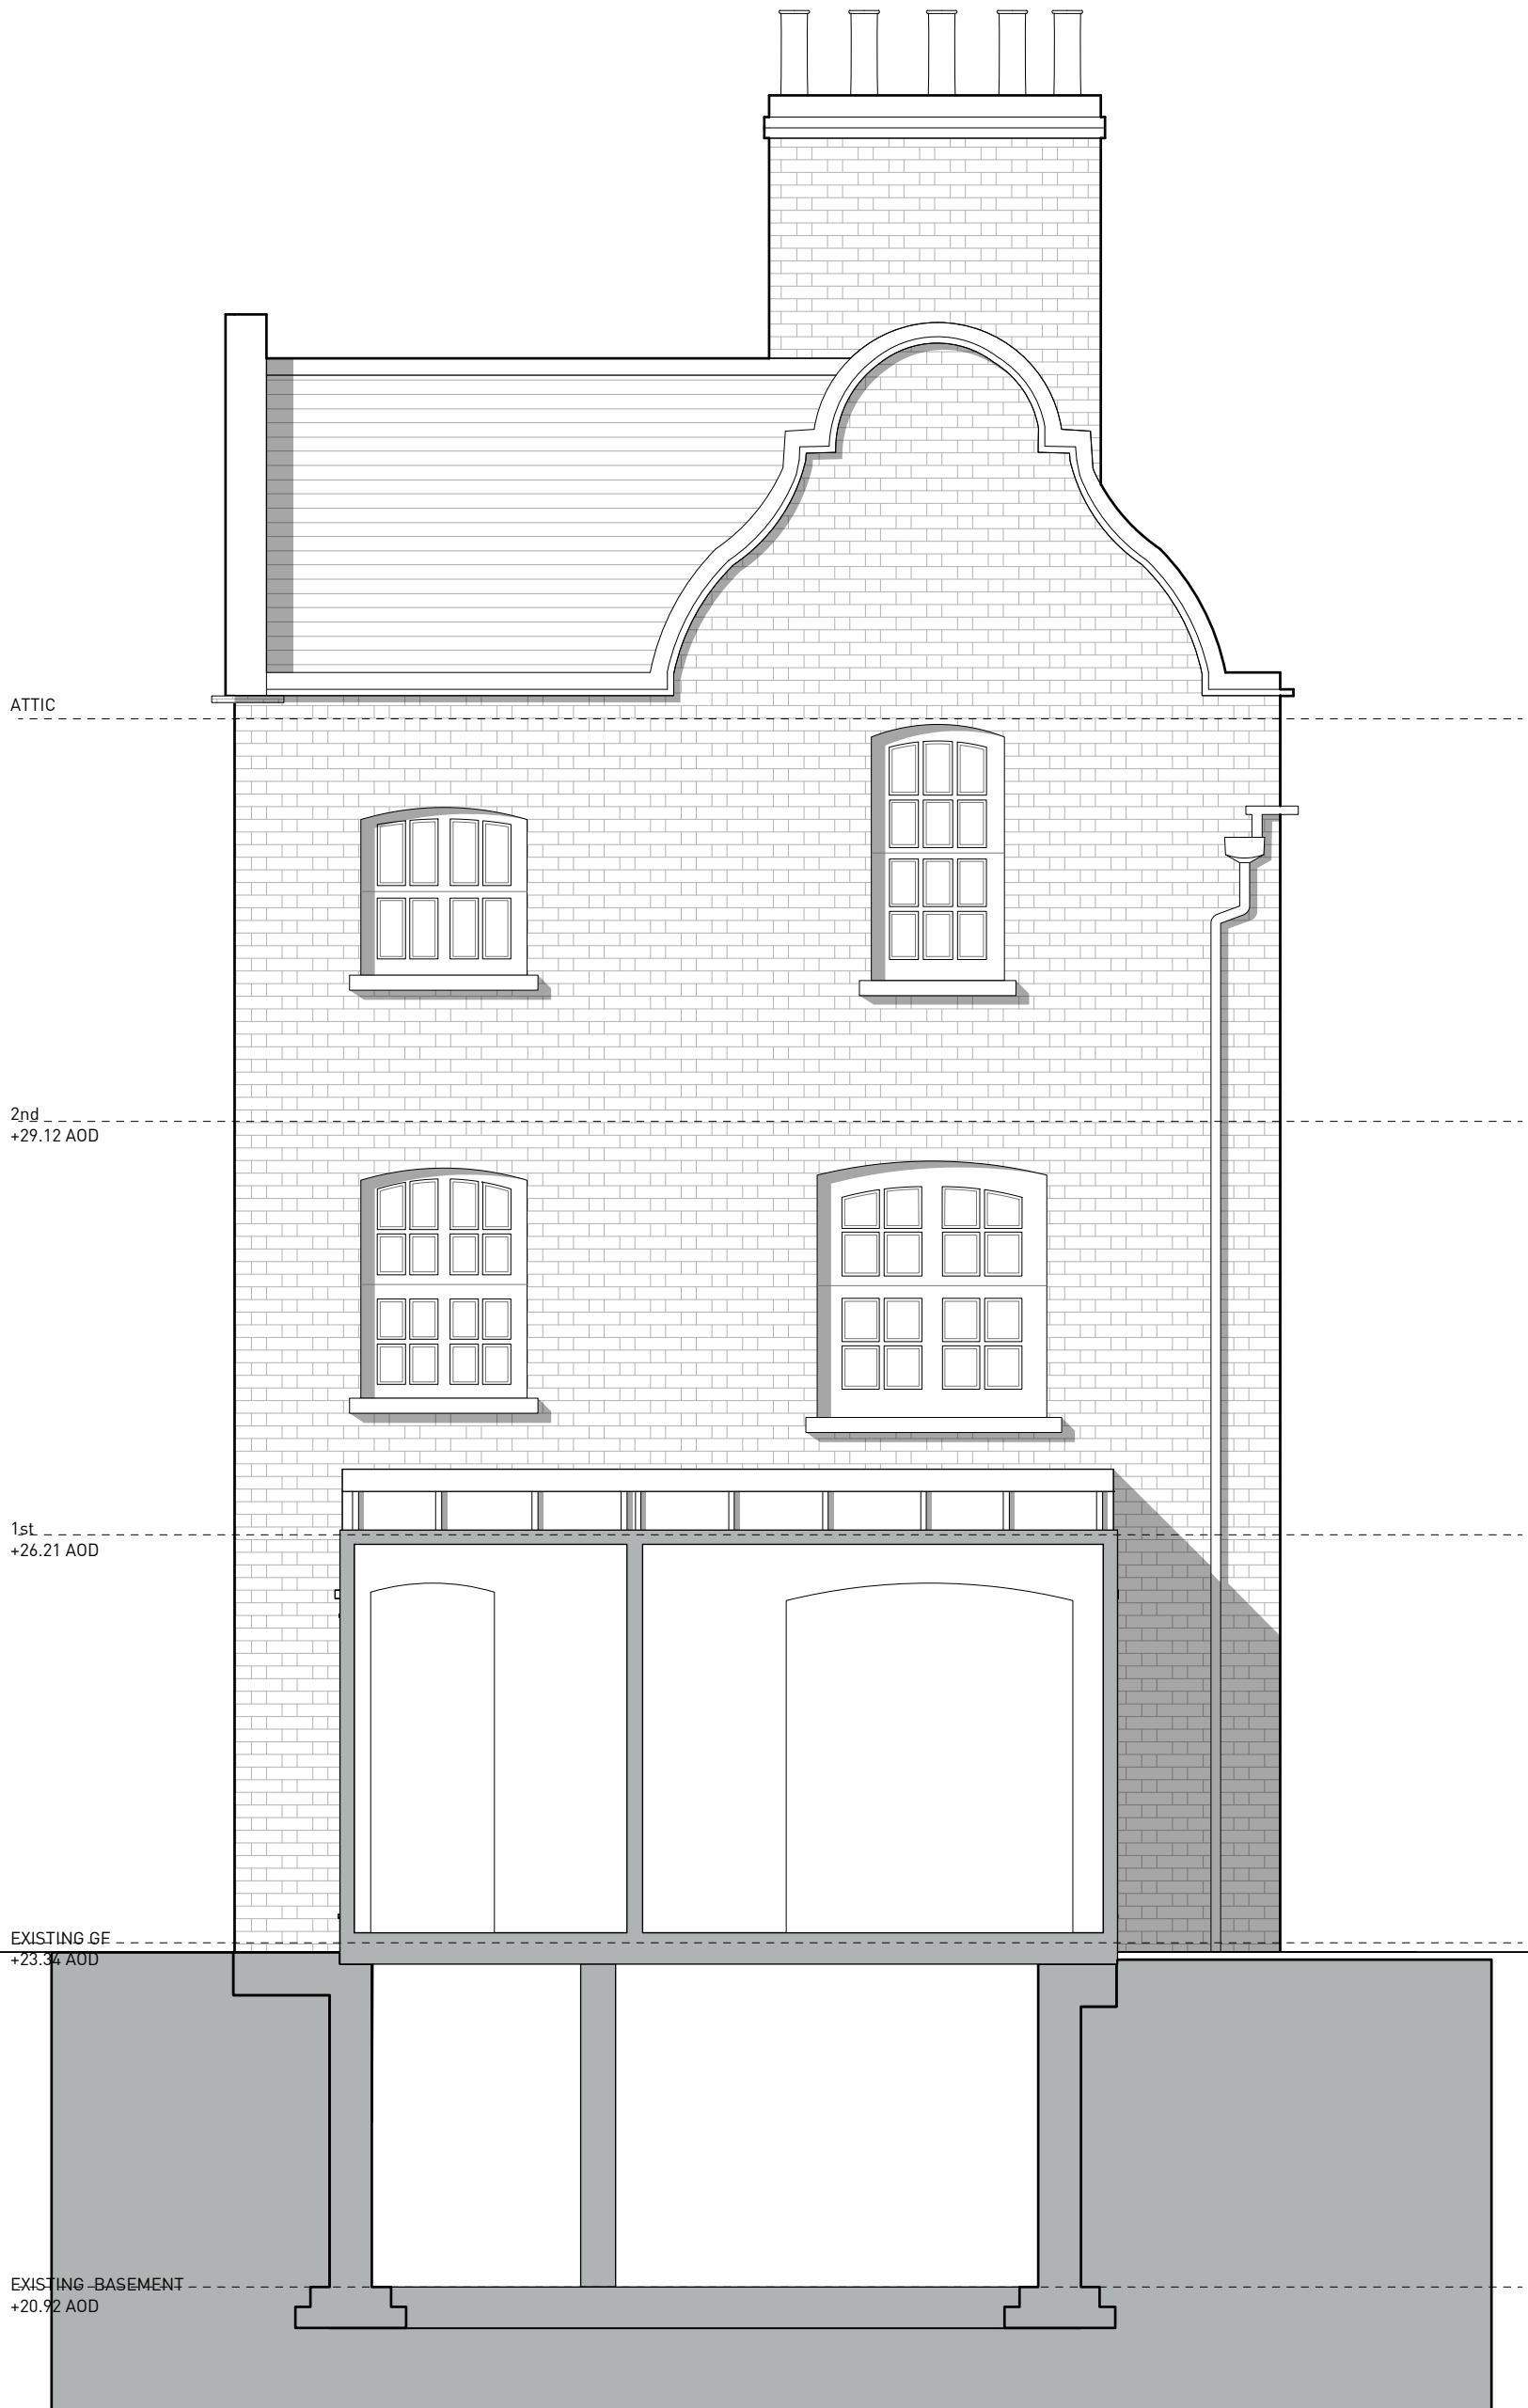 ATTIC
2nd
+29.12 AOD
1st
+26.21 AOD
EXISTING GF
+23.34 AOD
EXISTING BASEMENT
+20.92 AOD